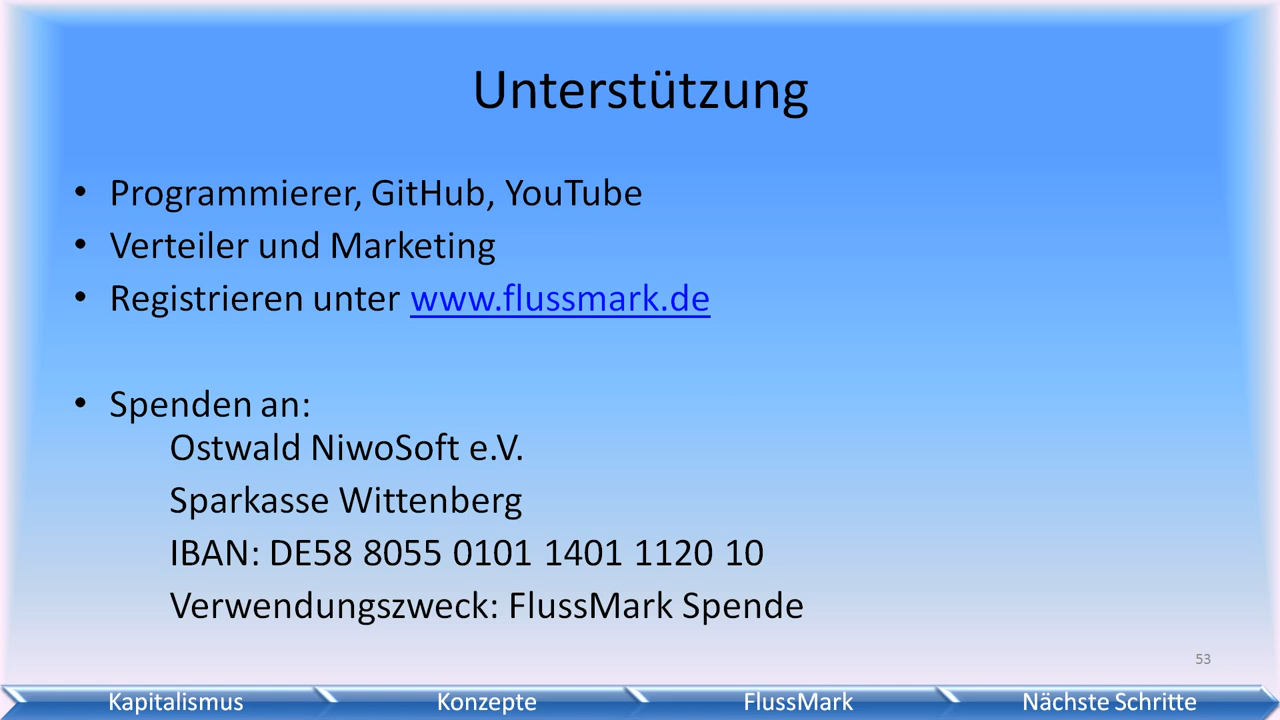 Unterstützung
• Programmierer, GitHub, YouTube
• Verteiler und Marketing
• Registrieren unter www.flussmark.de
• Spenden an:
Ostwald NiwoSoft e.V.
Sparkasse Wittenberg
IBAN: DE58 8055 0101 1401 1120 10
Verwendungszweck: FlussMark Spende
53
Kapitalismus Konzepte FlussMark Nächste Schritte